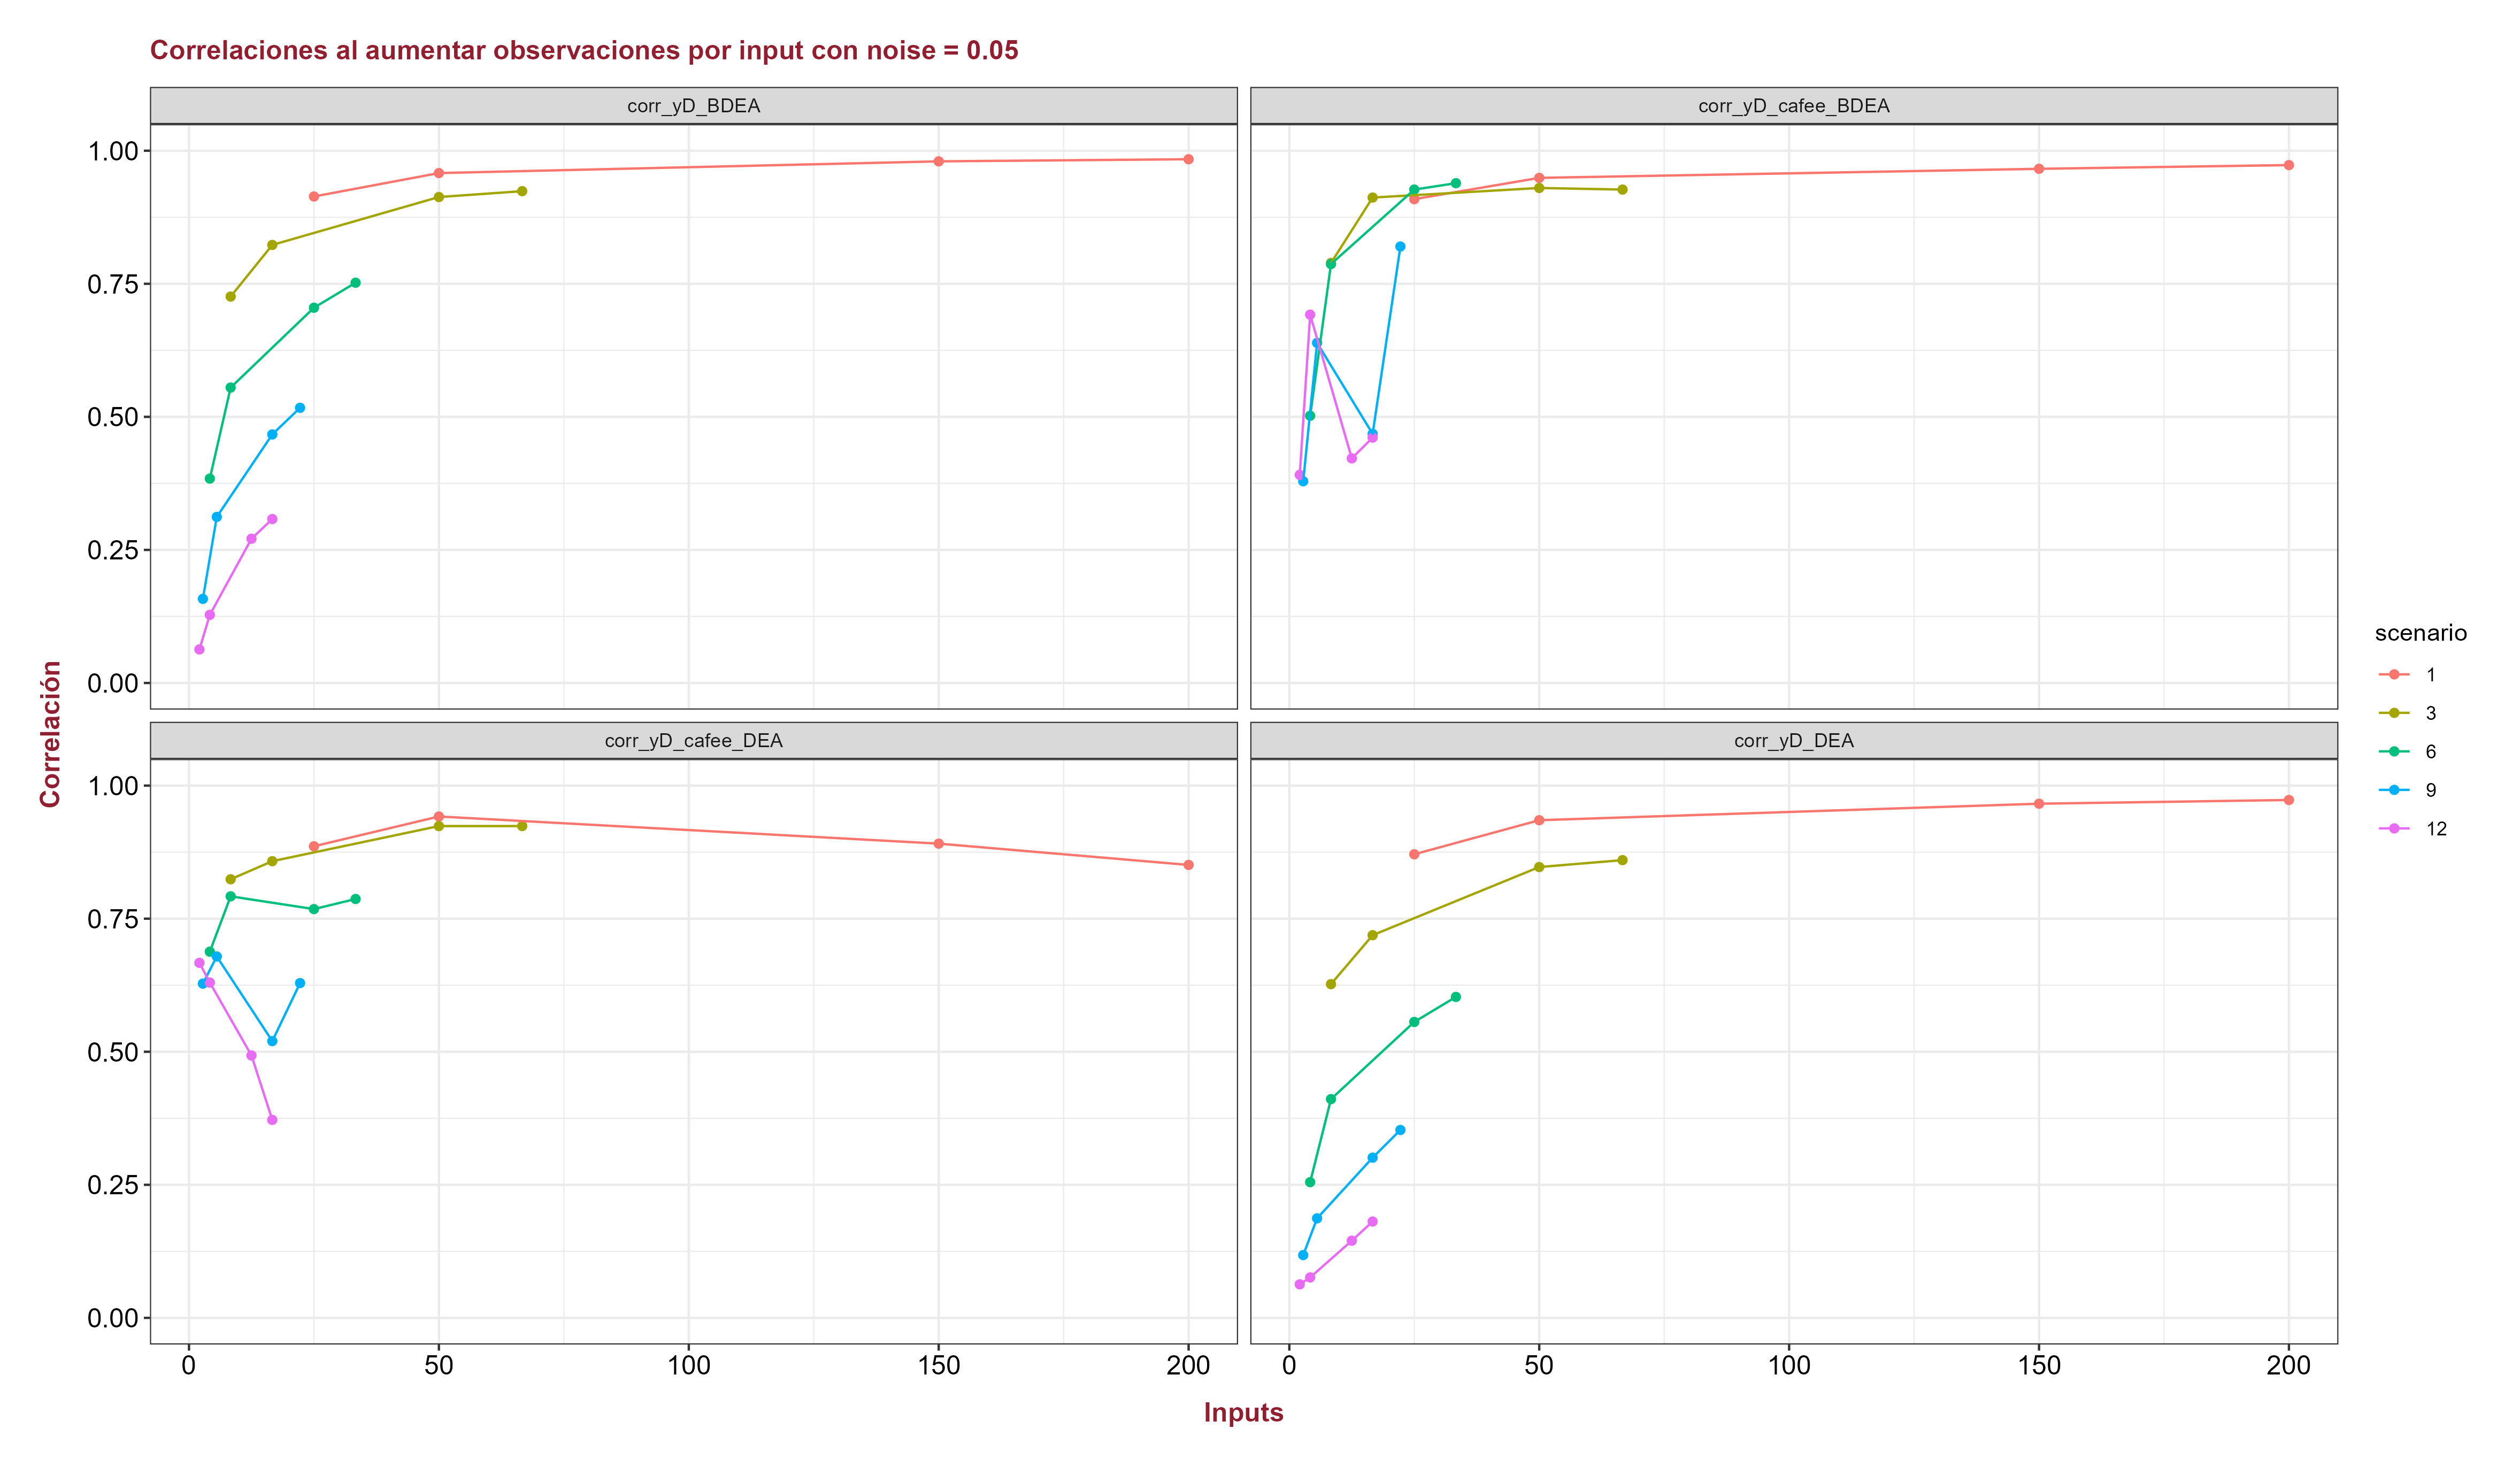 Correlaciones al aumentar observaciones por input con noise = 0.05
corr_yD_BDEA
corr_yD_cafee_BDEA
1.00
0.75
0.50
0.25
0.00
corr_yD_cafee_DEA
corr_yD_DEA
1.00
0.75
0.50
0.25
0.00
Correlación
0 50 100 150 200
0 50 100 150 200
Inputs
scenario
1
3
6
9
12